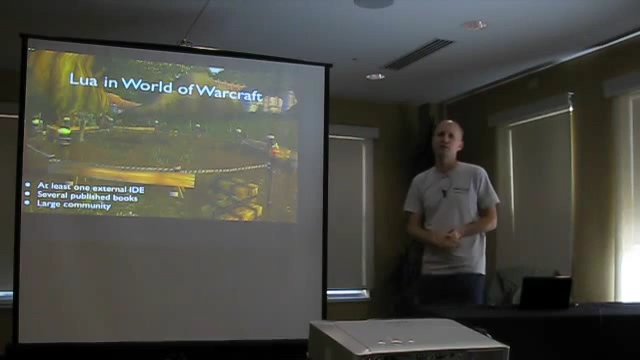 Lua in World of Warcraft
At least one external IDE
Several published books
Large community